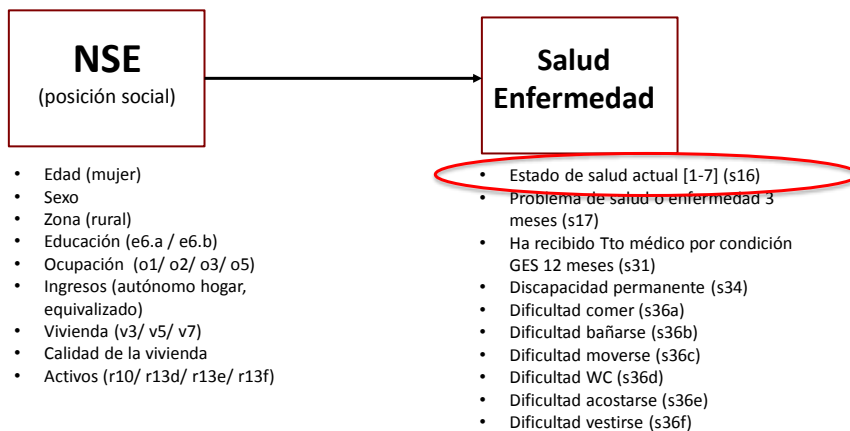 NSE
(posición social)
Salud
Enfermedad
• Edad (mujer)
• Sexo
• Zona (rural)
• Educación (e6.a / e6.b)
• Ocupación (o1/ o2/ o3/ o5)
• Ingresos (autónomo hogar,
equivalizado)
• Vivienda (v3/ v5/ v7)
• Calidad de la vivienda
• Activos (r10/ r13d/ r13e/ r13f)
• Estado de salud actual [1-7] (s16)
• Problema de salud o enfermedad 3
meses (s17)
• Ha recibido Tto médico por condición
GES 12 meses (s31)
• Discapacidad permanente (s34)
• Dificultad comer (s36a)
• Dificultad bañarse (s36b)
• Dificultad moverse (s36c)
• Dificultad WC (s36d)
• Dificultad acostarse (s36e)
• Dificultad vestirse (s36f)